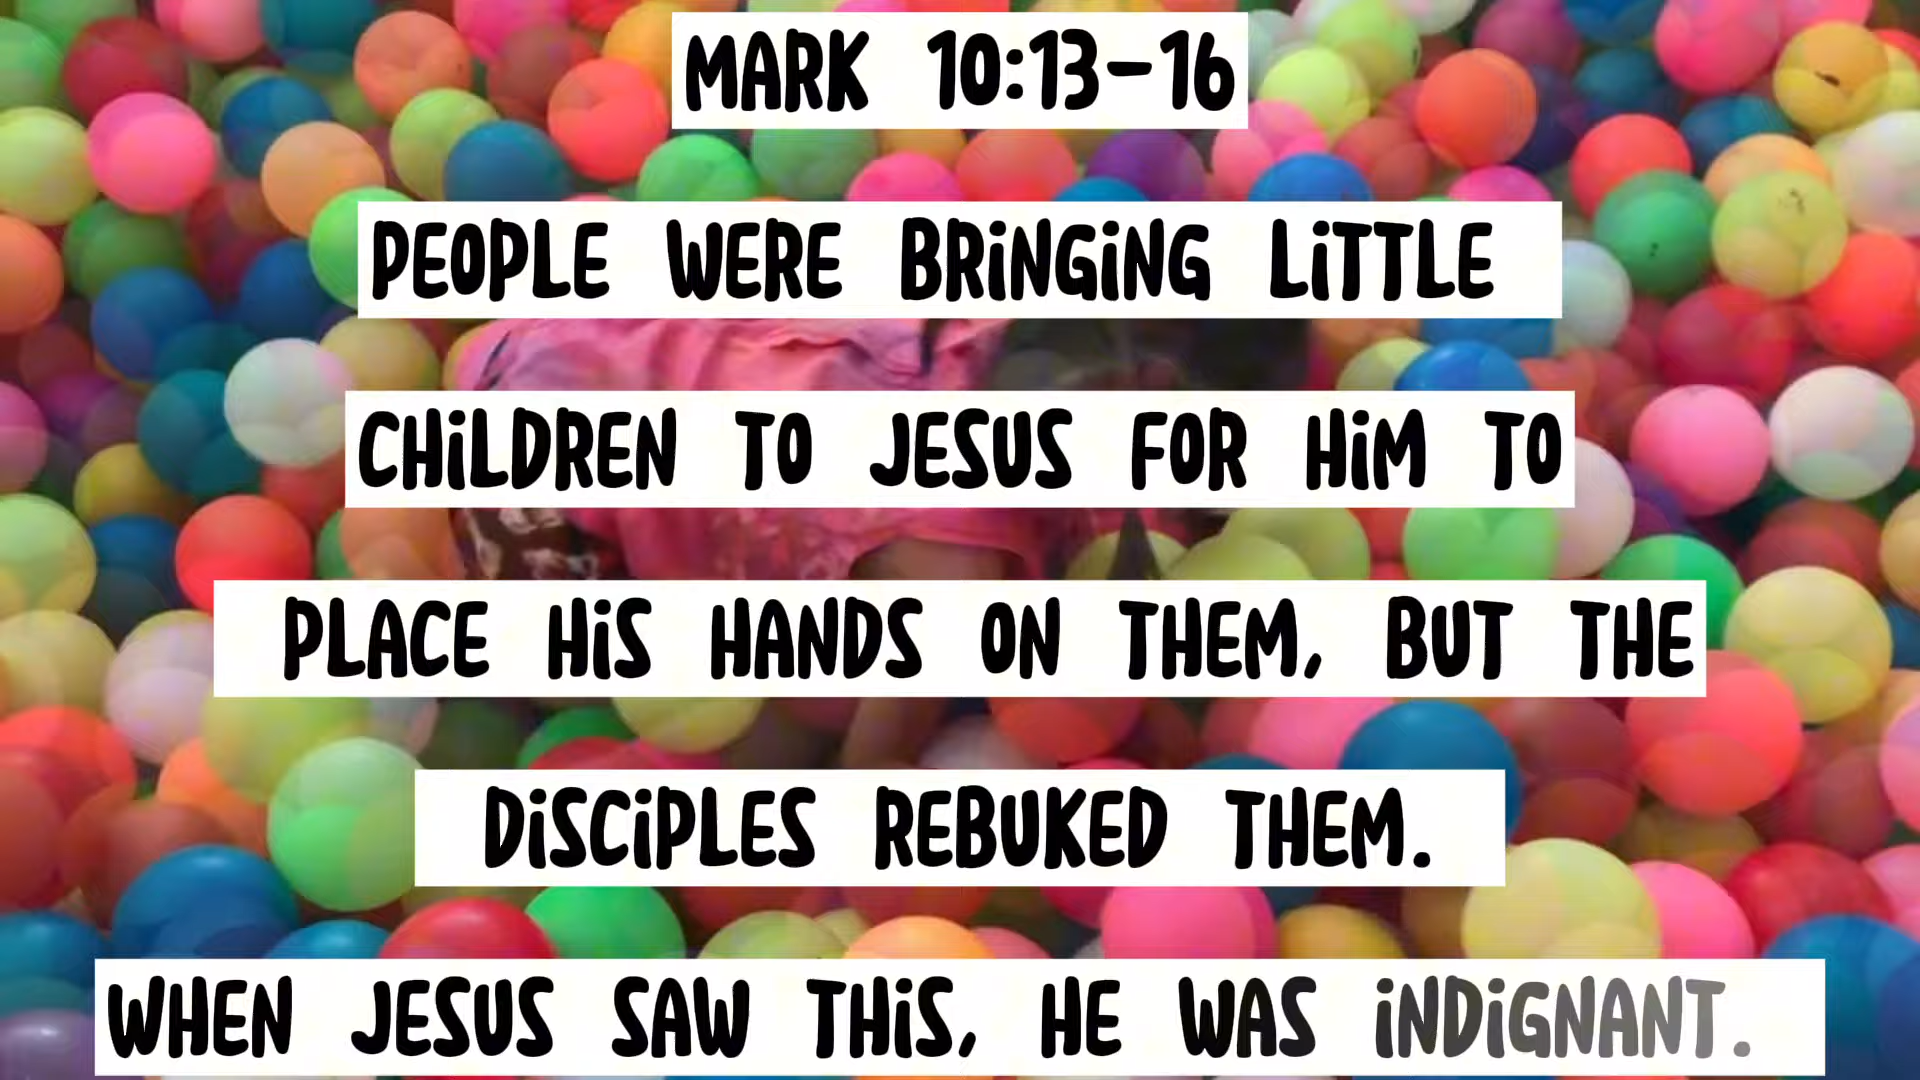 MARK 10:13-16
PEOPLE WERE BRINGING LITTLE
CHILDREN TO JESUS FOR HIM TO
PLACE HIS HANDS ON THEM, BUT THE
DISCIPLES REBUKED THEM.
WHEN JESUS SAW THIS, HE WAS INDIGNANT.